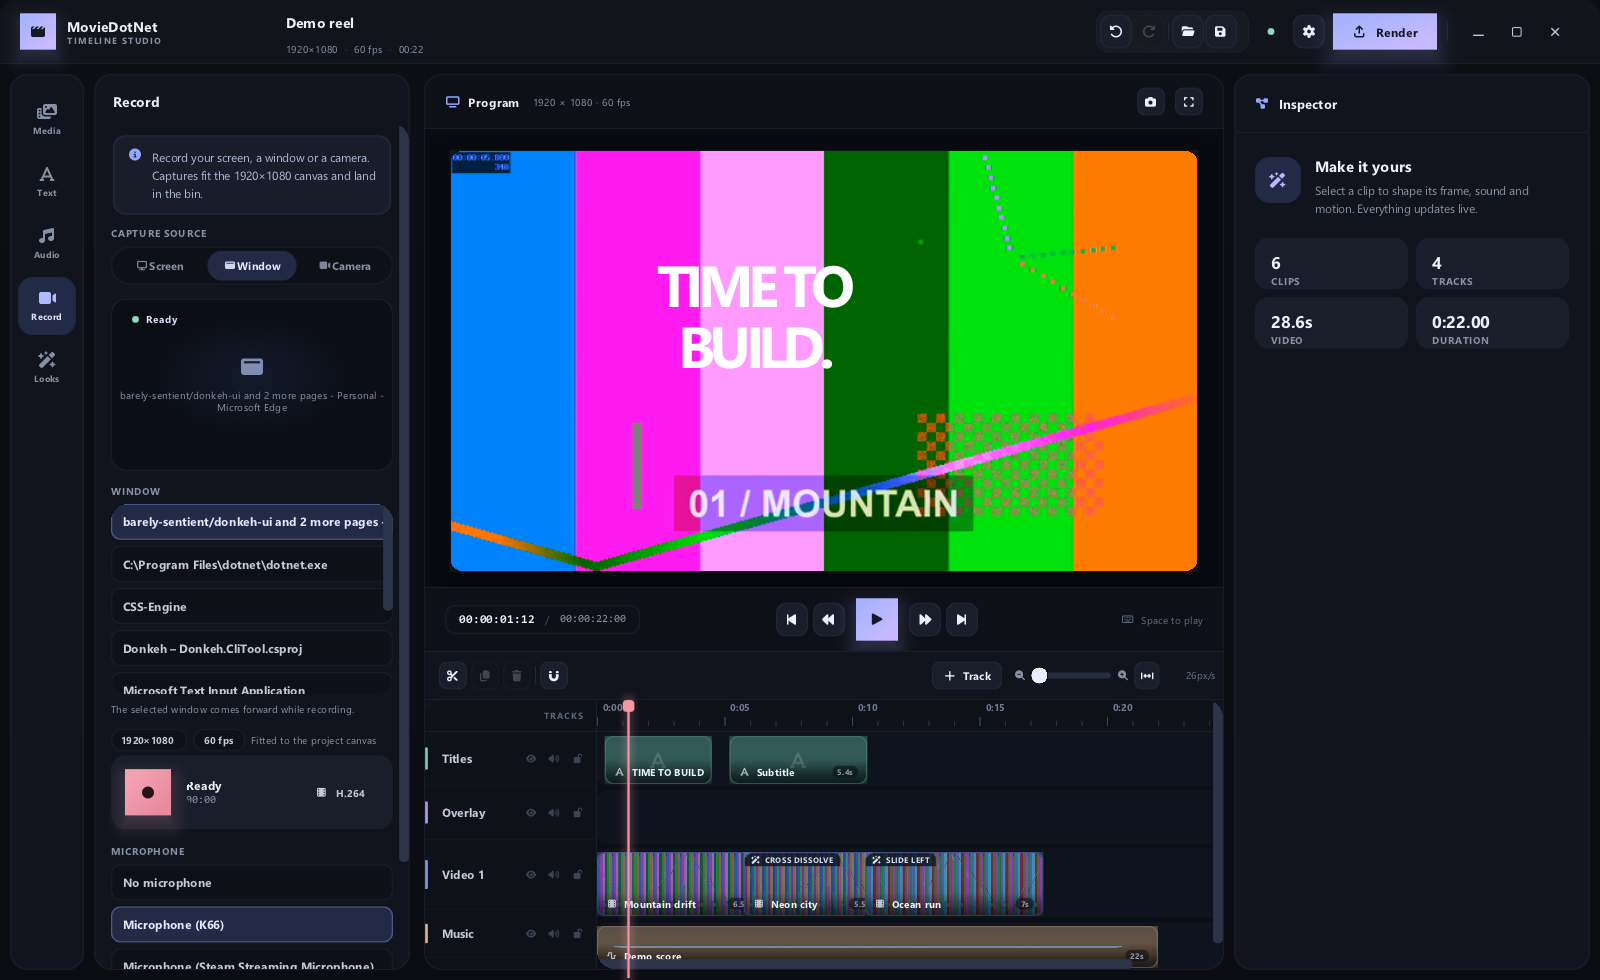 MovieDotNet
TIMELINE STUDIO
Demo reel
1920×1080 · 60 fps · 00:22
Render
Media
Text
Audio
Record
Looks
Record
Record your screen, a window or a camera.
Captures fit the 1920×1080 canvas and land
in the bin.
CAPTURE SOURCE
Screen
Window
Camera
Ready
barely-sentient/donkeh-ui and 2 more pages - Personal -
Microsoft Edge
WINDOW
barely-sentient/donkeh-ui and 2 more pages -
C:\Program Files\dotnet\dotnet.exe
CSS-Engine
Donkeh – Donkeh.CliTool.csproj
Microsoft Text Input Application
The selected window comes forward while recording.
1920×1080
60 fps
Fitted to the project canvas
Ready
00:00
H.264
MICROPHONE
No microphone
Microphone (K66)
Microphone (Steam Streaming Microphone)
Program
1920 × 1080 · 60 fps
00:00:05.800
348
TIME TO
BUILD.
01 / MOUNTAIN
00:00:01:12 / 00:00:22:00
Space to play
Track
26px/s
TRACKS
0:00
0:05
0:10
0:15
0:20
Titles
A
TIME TO BUILD
A
Subtitle
5.4s
Overlay
Video 1
CROSS DISSOLVE
SLIDE LEFT
Mountain drift
6.5
Neon city
5.5
Ocean run
7s
Music
Demo score
22s
Inspector
Make it yours
Select a clip to shape its frame, sound and
motion. Everything updates live.
6
CLIPS
4
TRACKS
28.6s
VIDEO
0:22.00
DURATION